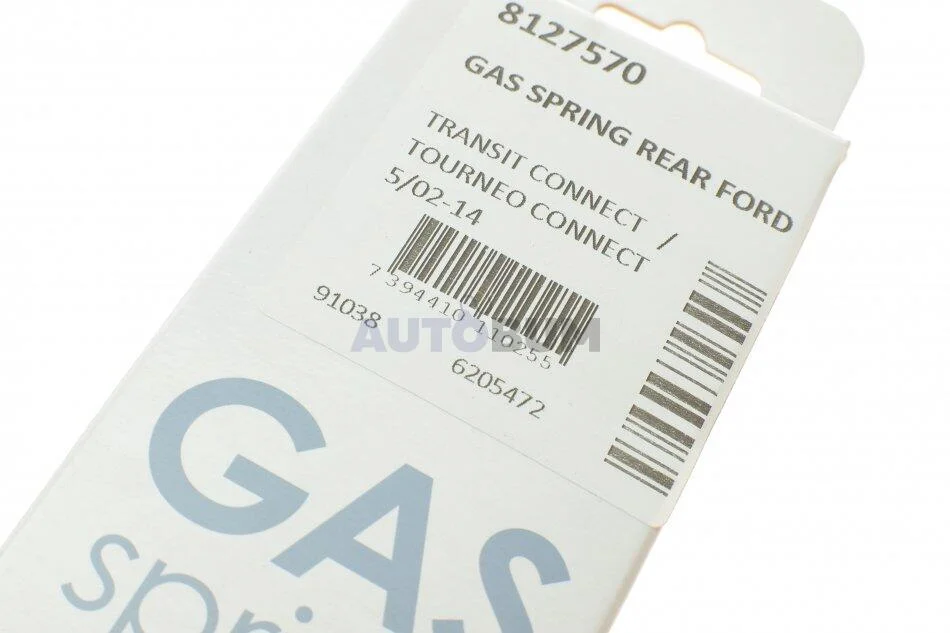 8127570
GAS SPRING REAR FORD
TRANSIT CONNECT /
TOURNEO CONNECT
5/02-14
7 394410 110255
91038
6205472
AUTOBUM
GAS
spri